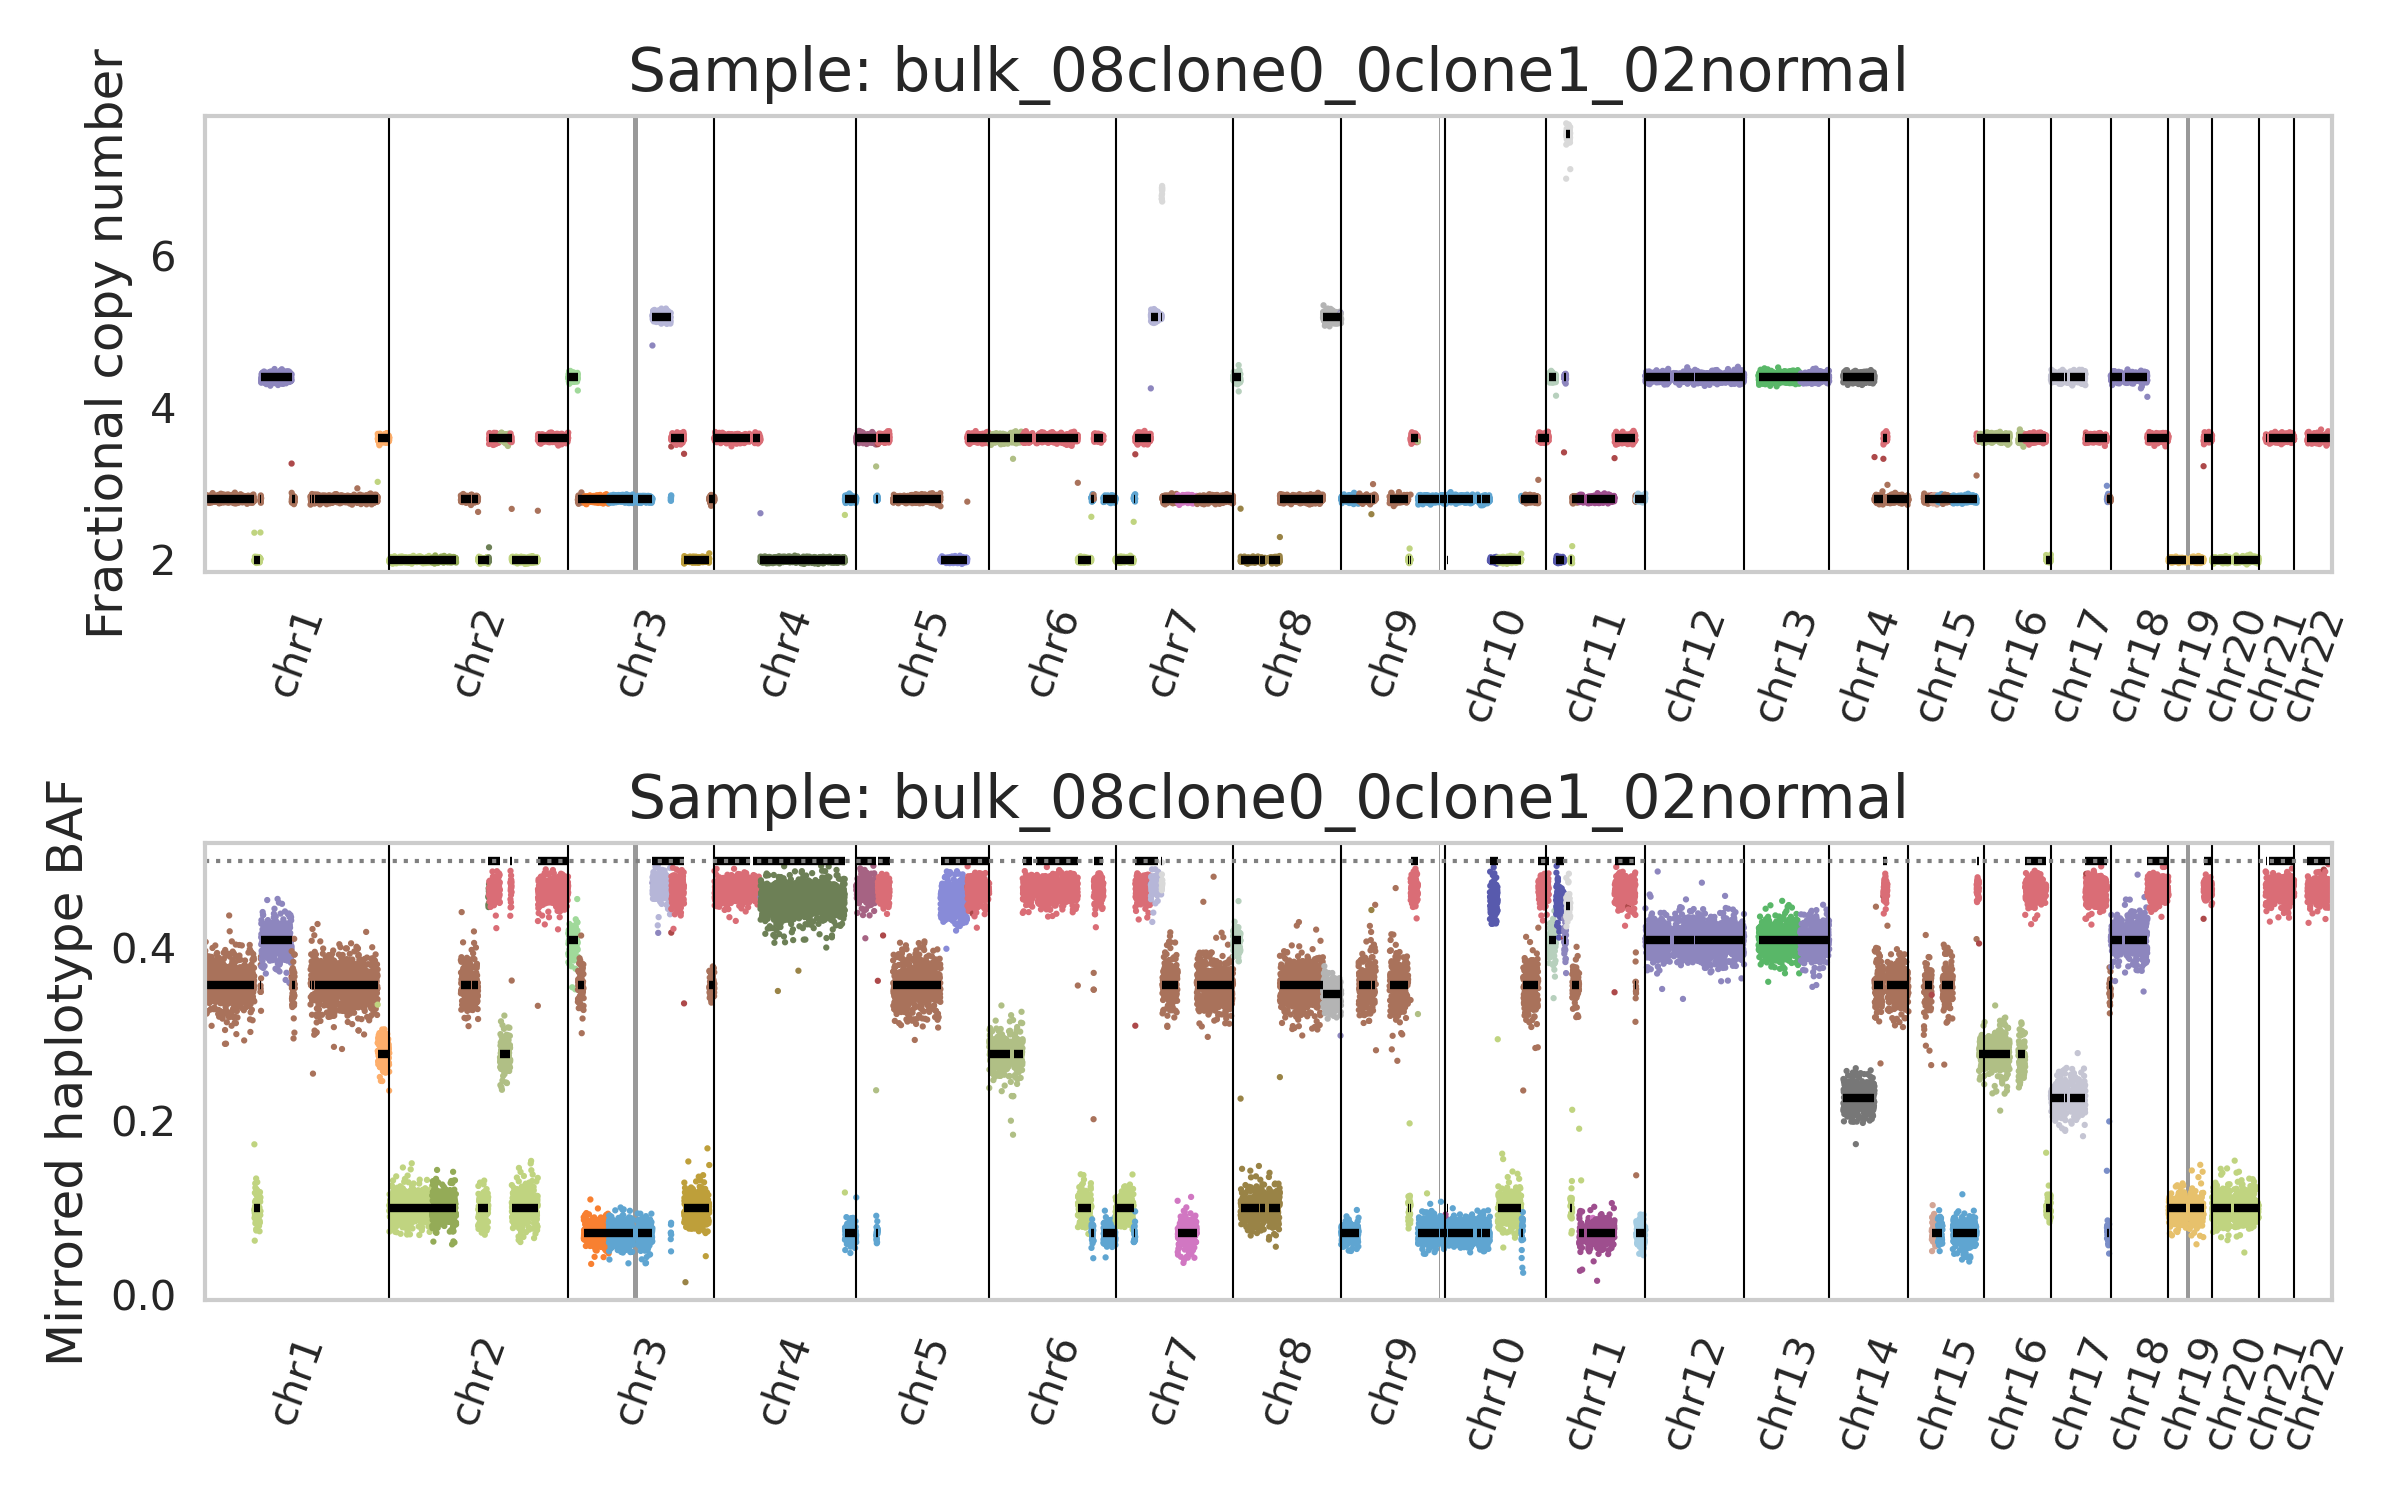 Sample: bulk_08clone0_0clone1_02normal
Fractional copy number
6
4
2
chr1
chr2
chr3
chr4
chr5
chr6
chr7
chr8
chr9
chr10
chr11
chr12
chr13
chr14
chr15
chr16
chr17
chr18
chr19
chr20
chr21
chr22
Sample: bulk_08clone0_0clone1_02normal
Mirrored haplotype BAF
0.4
0.2
0.0
chr1
chr2
chr3
chr4
chr5
chr6
chr7
chr8
chr9
chr10
chr11
chr12
chr13
chr14
chr15
chr16
chr17
chr18
chr19
chr20
chr21
chr22